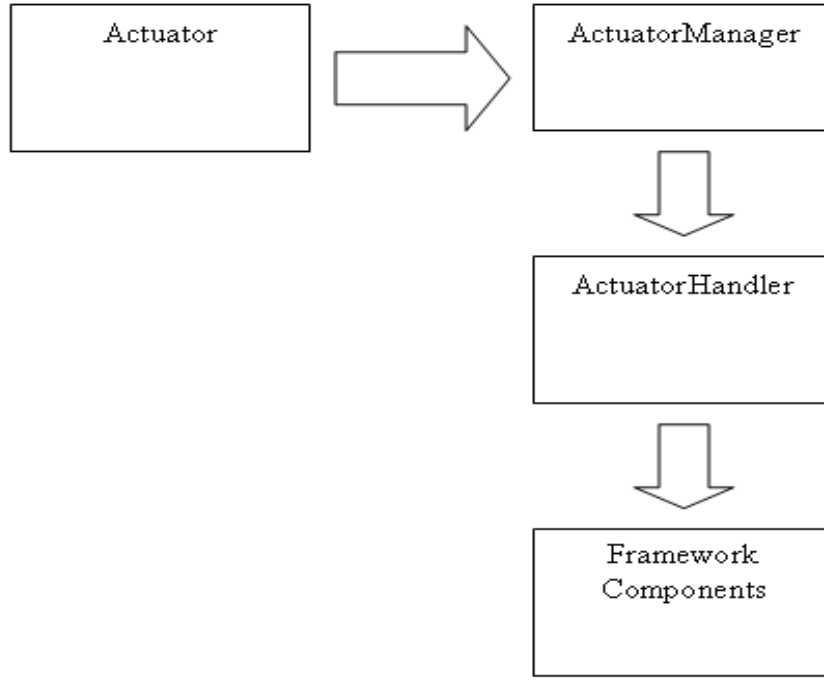 Actuator
ActuatorManager
ActuatorHandler
Framework
Components